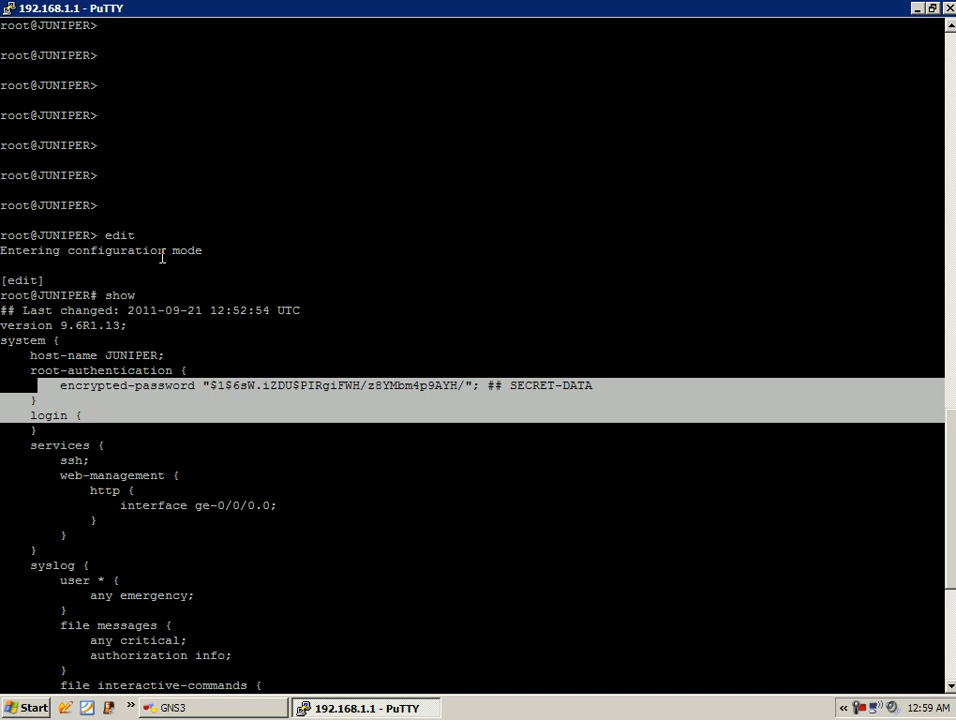 192.168.1.1 - PuTTY
root@JUNIPER>
root@JUNIPER>
root@JUNIPER>
root@JUNIPER>
root@JUNIPER>
root@JUNIPER>
root@JUNIPER>
root@JUNIPER> edit
Entering configuration mode
[edit]
root@JUNIPER# show
## Last changed: 2011-09-21 12:52:54 UTC
version 9.6R1.13;
system {
    host-name JUNIPER;
    root-authentication {
        encrypted-password "$1$6sW.iZDU$PIRgiFWH/z8YMbm4p9AYH/"; ## SECRET-DATA
    }
    login {
    }
    services {
        ssh;
        web-management {
            http {
                interface ge-0/0/0.0;
            }
        }
    }
    syslog {
        user * {
            any emergency;
        }
        file messages {
            any critical;
            authorization info;
        }
        file interactive-commands {
Start » GNS3 192.168.1.1 - PuTTY « 12:59 AM